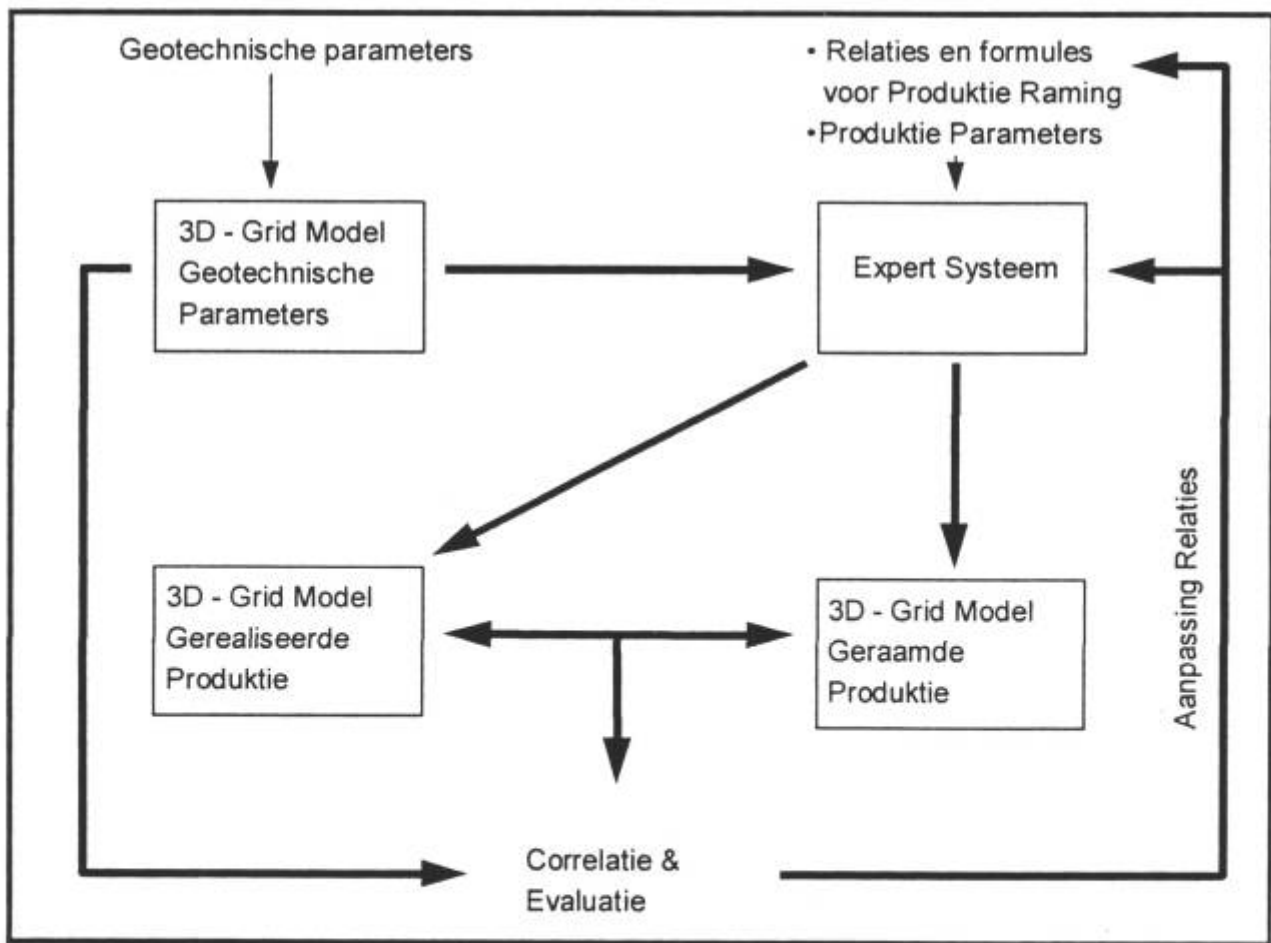 Geotechnische parameters
• Relaties en formules
voor Produktie Raming
•Produktie Parameters
3D - Grid Model
Geotechnische
Parameters
Expert Systeem
3D - Grid Model
Gerealiseerde
Produktie
3D - Grid Model
Geraamde
Produktie
Aanpassing Relaties
Correlatie &
Evaluatie